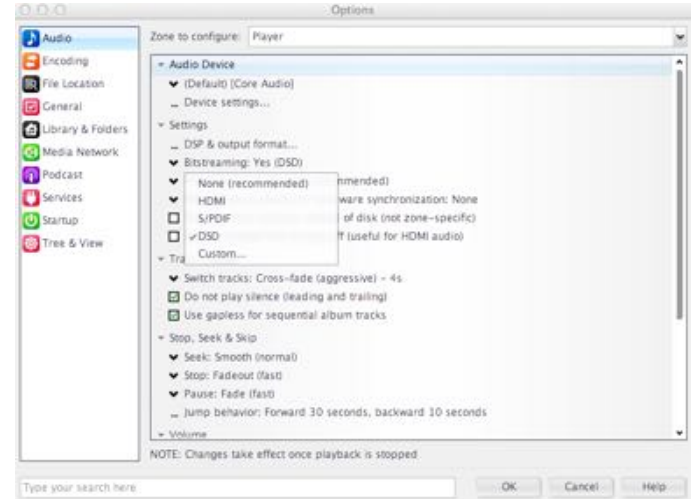 Options
Audio
Encoding
File Location
General
Library & Folders
Media Network
Podcast
Services
Startup
Tree & View
Zone to configure: Player
Audio Device
(Default) [Core Audio]
Device settings...
Settings
DSP & output format...
Bitstreaming: Yes (DSD)
None (recommended)
HMDI
S/PDIF
DSD
Custom...
mmended)
ware synchronization: None
of disk (not zone-specific)
(useful for HDMI audio)
Tra
Switch tracks: Cross-fade (aggressive) - 4s
Do not play silence (leading and trailing)
Use gapless for sequential album tracks
Stop, Seek & Skip
Seek: Smooth (normal)
Stop: Fadeout (fast)
Pause: Fade (fast)
Jump behavior: Forward 30 seconds, backward 10 seconds
Volume
NOTE: Changes take effect once playback is stopped
Type your search here
OK
Cancel
Help